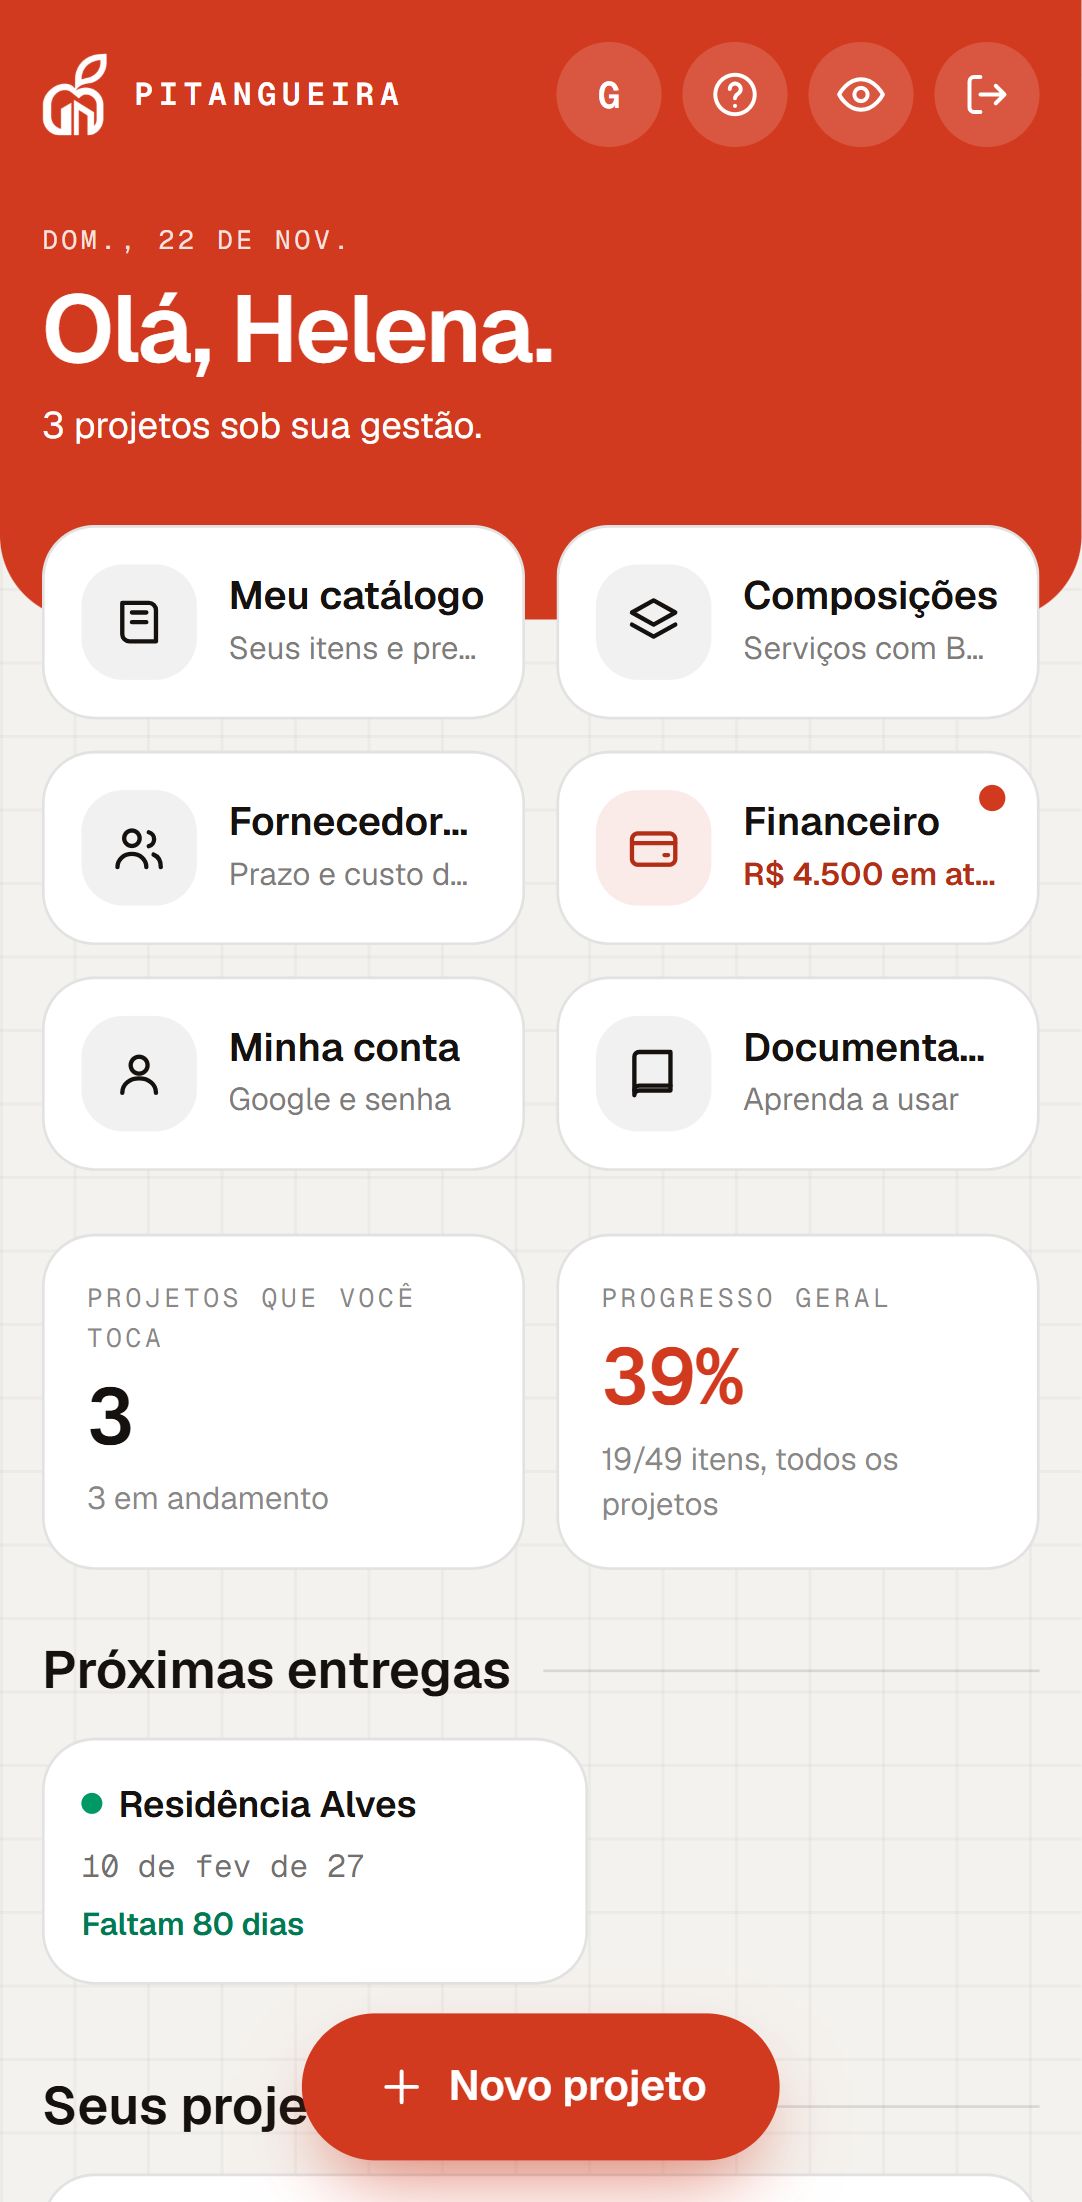 PITANGUEIRA
G
DOM., 22 DE NOV.
Olá, Helena.
3 projetos sob sua gestão.
Meu catálogo
Seus itens e pre...
Composições
Serviços com B...
Fornecedor...
Prazo e custo d...
Financeiro
R$ 4.500 em at...
Minha conta
Google e senha
Documenta...
Aprenda a usar
PROJETOS QUE VOCÊ
TOCA
3
3 em andamento
PROGRESSO GERAL
39%
19/49 itens, todos os
projetos
Próximas entregas
Residência Alves
10 de fev de 27
Faltam 80 dias
Seus proje
Novo projeto